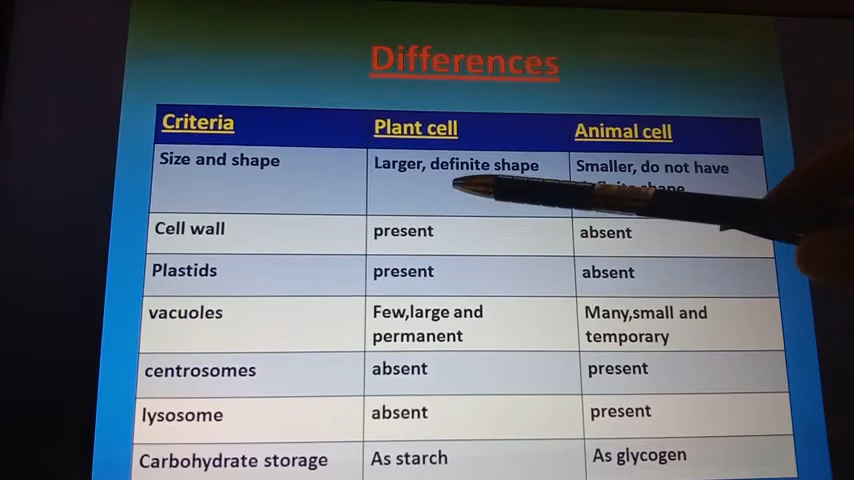 Differences
Criteria Plant cell Animal cell
Size and shape Larger, definite shape Smaller, do not have
shape
Cell wall present absent
Plastids present absent
vacuoles Few,large and Many,small and
permanent temporary
centrosomes absent present
lysosome absent present
Carbohydrate storage As starch As glycogen